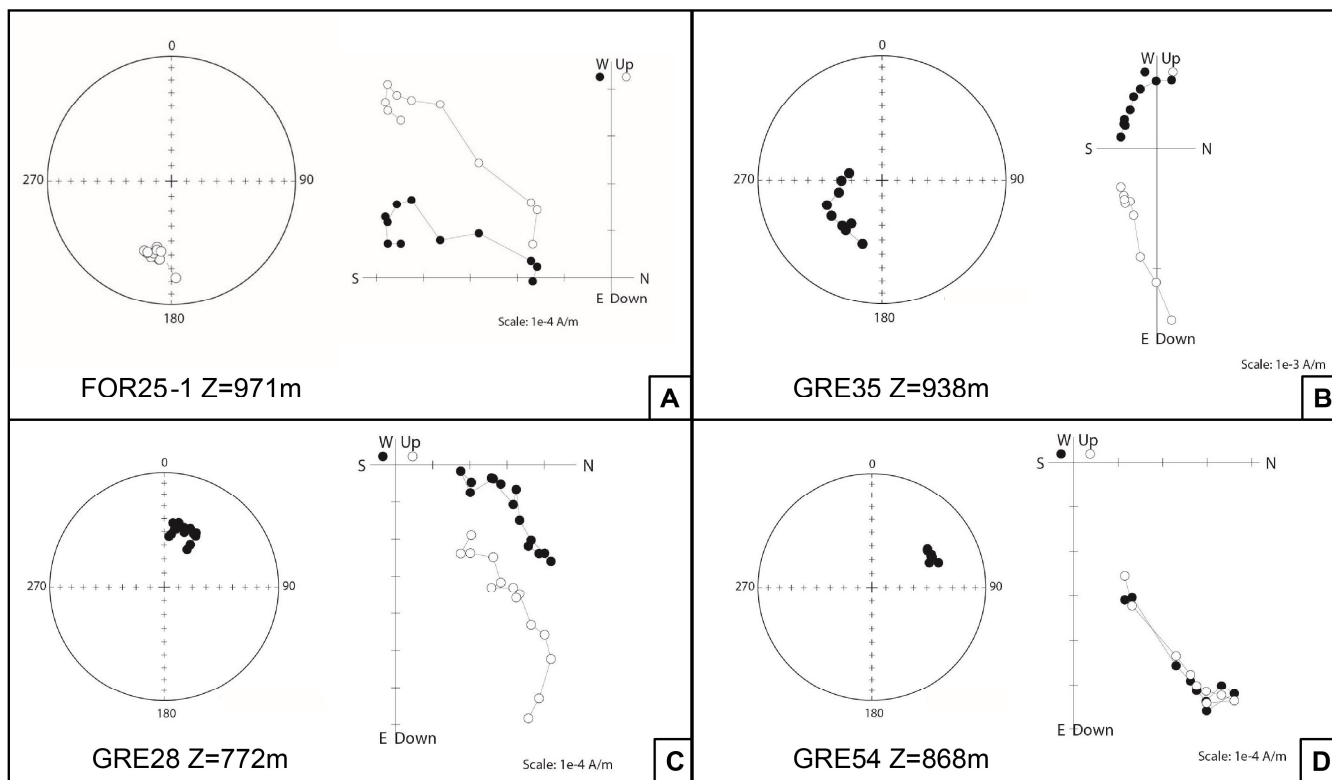 0
270
90
180
W Up
S
N
E Down
Scale: 1e-4 A/m
FOR25-1 Z=971m
A
0
270
90
180
W Up
S
N
E Down
Scale: 1e-3 A/m
GRE35 Z=938m
B
0
270
90
180
W Up
S
N
E Down
Scale: 1e-4 A/m
GRE28 Z=772m
C
0
270
90
180
W Up
S
N
E Down
Scale: 1e-4 A/m
GRE54 Z=868m
D